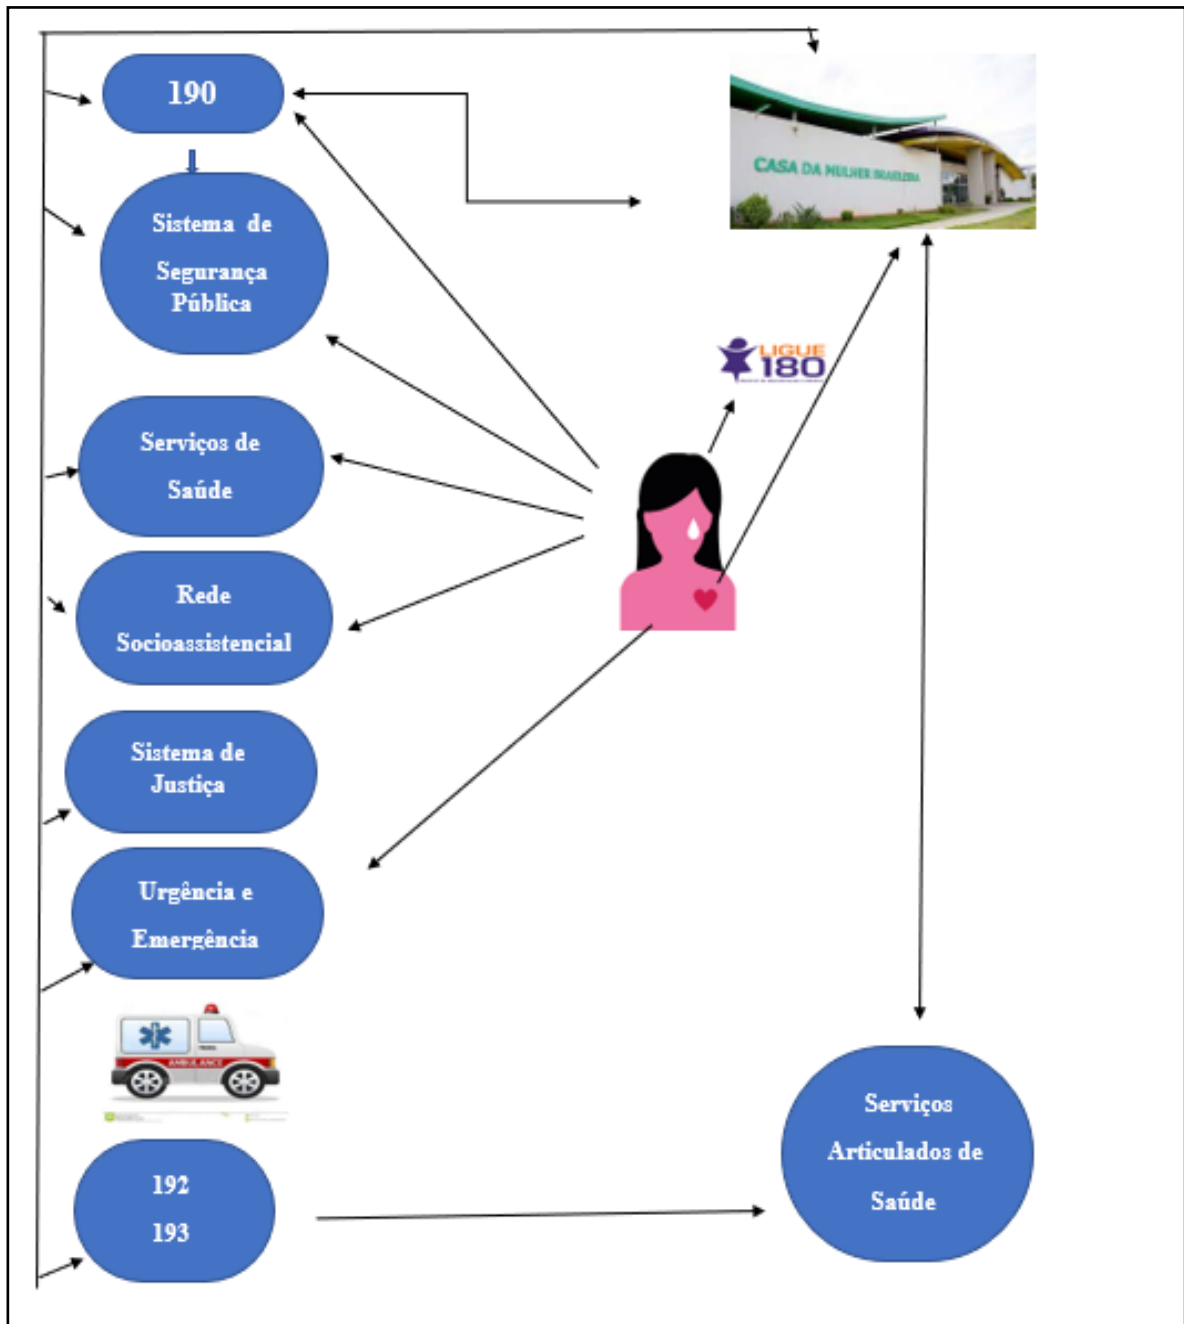 190
CASA DA MULHER BRASILEIRA
Sistema de
Segurança
Pública
LIGUE
180
Serviços de
Saúde
Rede
Socioassistencial
Sistema de
Justiça
Urgência e
Emergência
AMBULANCE
192
193
Serviços
Articulados de
Saúde